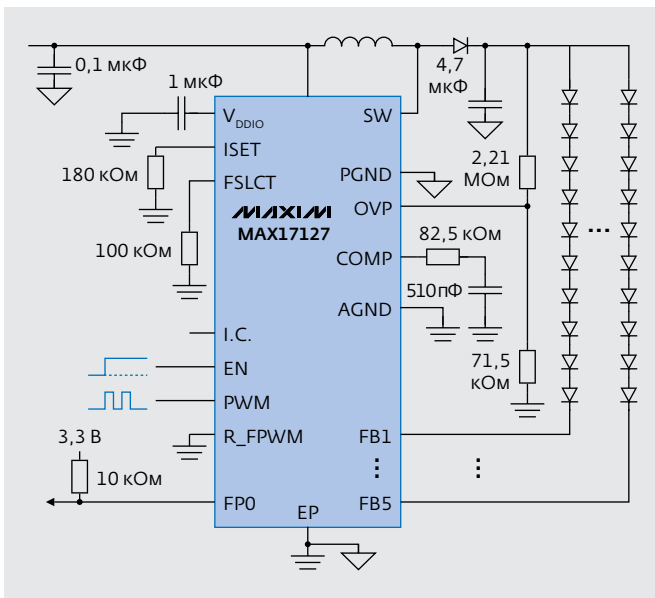 0,1 мкФ
1 мкФ
4,7
мкФ
V_DDIO
SW
ISET
180 кОм
FSLCT
PGND
2,21
МОм
MAXIM
MAX17127
OVP
100 кОм
82,5 кОм
...
COMP
510 пФ
AGND
I.C.
EN
71,5
кОм
PWM
3,3 В
R_FPWM
FB1
...
...
10 кОм
FP0
EP
FB5